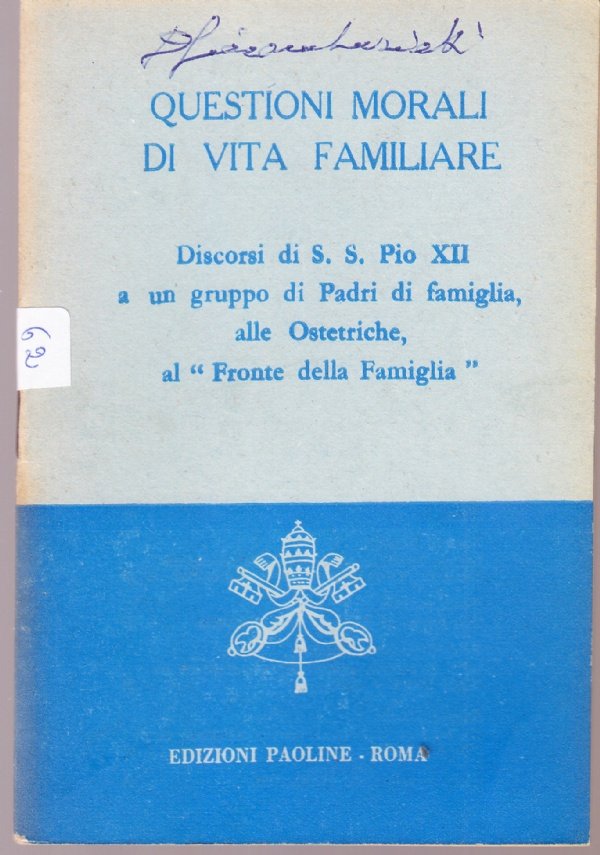 QUESTIONI MORALI
DI VITA FAMILIARE
Discorsi di S. S. Pio XII
a un gruppo di Padri di famiglia,
alle Ostetriche,
al “ Fronte della Famiglia ”
62
EDIZIONI PAOLINE - ROMA